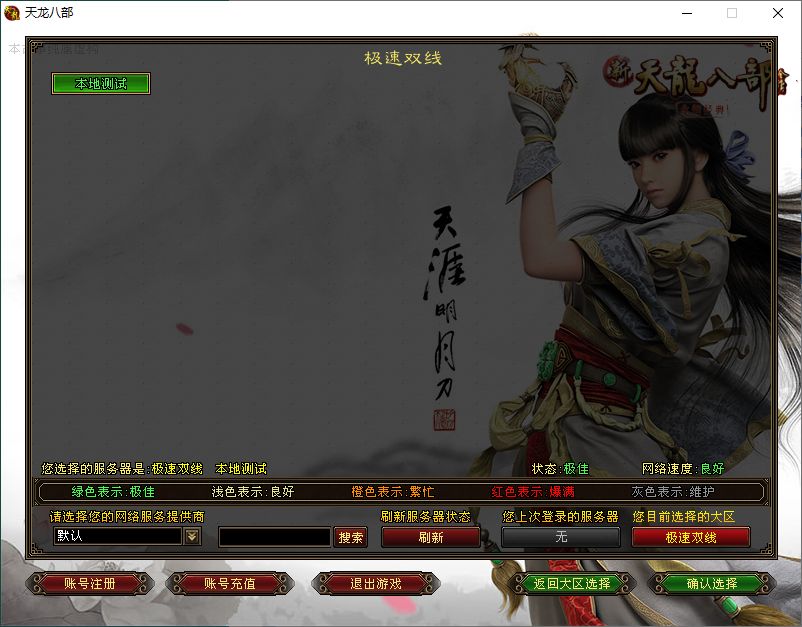 天龙八部
极速双线
本地测试
新天龍八部
天涯明月刀
您选择的服务器是:极速双线 本地测试 状态:极佳 网络速度:良好
绿色表示:极佳 浅色表示:良好 橙色表示:繁忙 红色表示:爆满 灰色表示:维护
请选择您的网络服务提供商 刷新服务器状态 您上次登录的服务器 您目前选择的大区
默认 搜索 刷新 无 极速双线
账号注册 账号充值 退出游戏 返回大区选择 确认选择